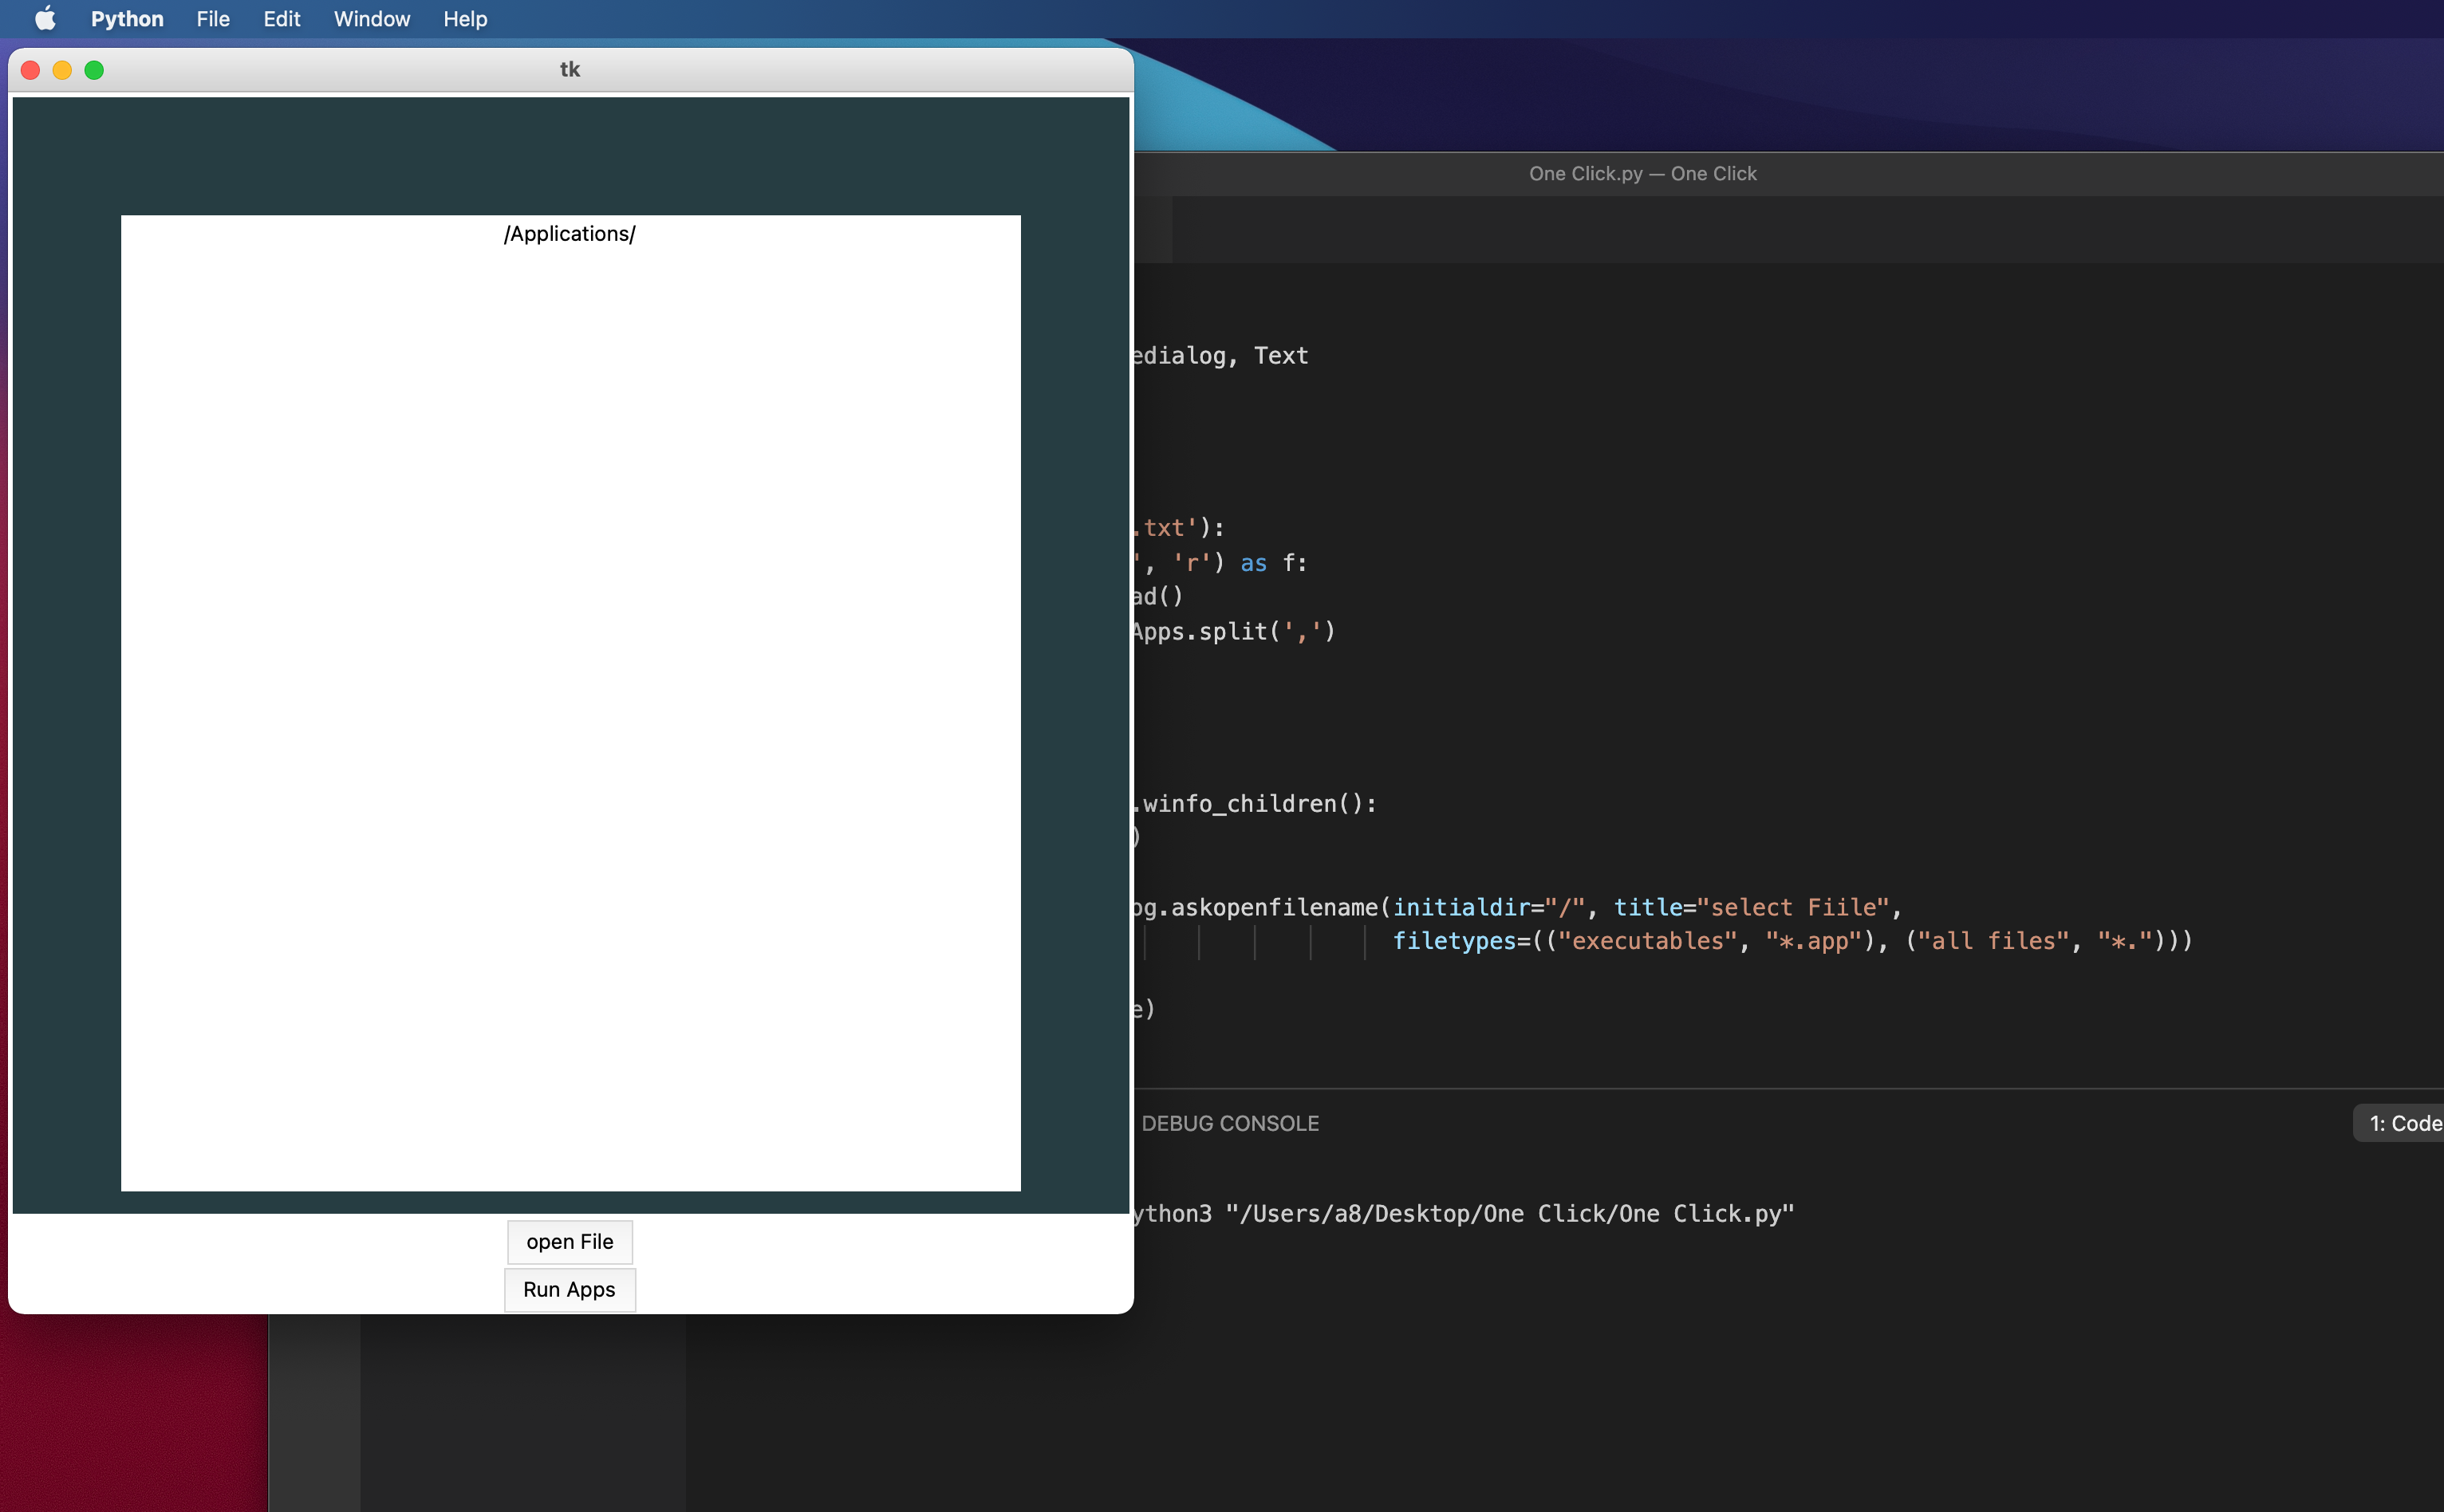 Python File Edit Window Help
tk
/Applications/
open File
Run Apps
One Click.py — One Click
edialog, Text
.txt'):
', 'r') as f:
ad()
Apps.split(',')
.winfo_children():
)
og.askopenfilename(initialdir="/", title="select Fiile",
filetypes=(("executables", "*.app"), ("all files", "*.")))
e)
DEBUG CONSOLE
1: Code
ython3 "/Users/a8/Desktop/One Click/One Click.py"